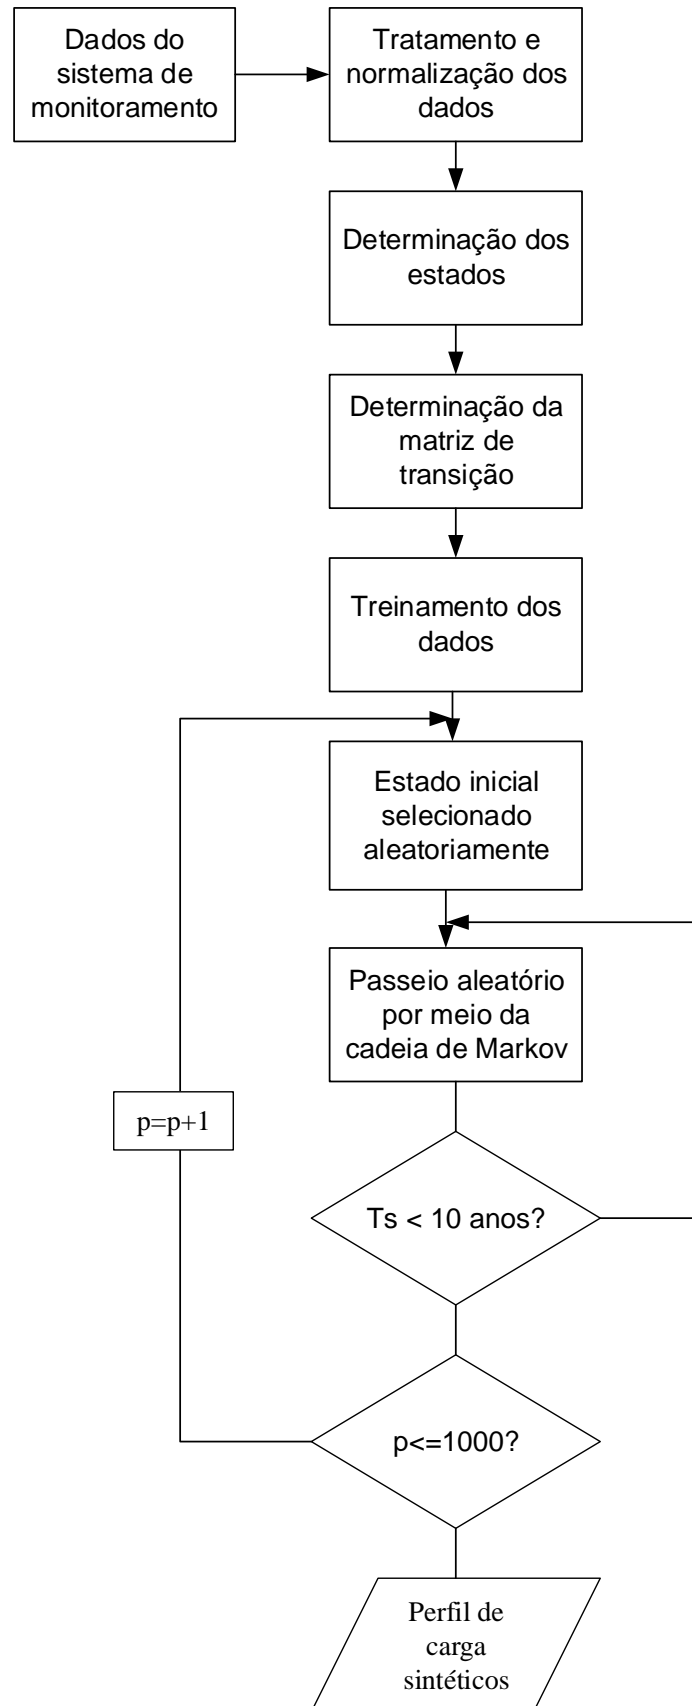 Dados do
sistema de
monitoramento
Tratamento e
normalização dos
dados
Determinação dos
estados
Determinação da
matriz de
transição
Treinamento dos
dados
Estado inicial
selecionado
aleatoriamente
Passeio aleatório
por meio da
cadeia de Markov
p=p+1
Ts < 10 anos?
p<=1000?
Perfil de
carga
sintéticos